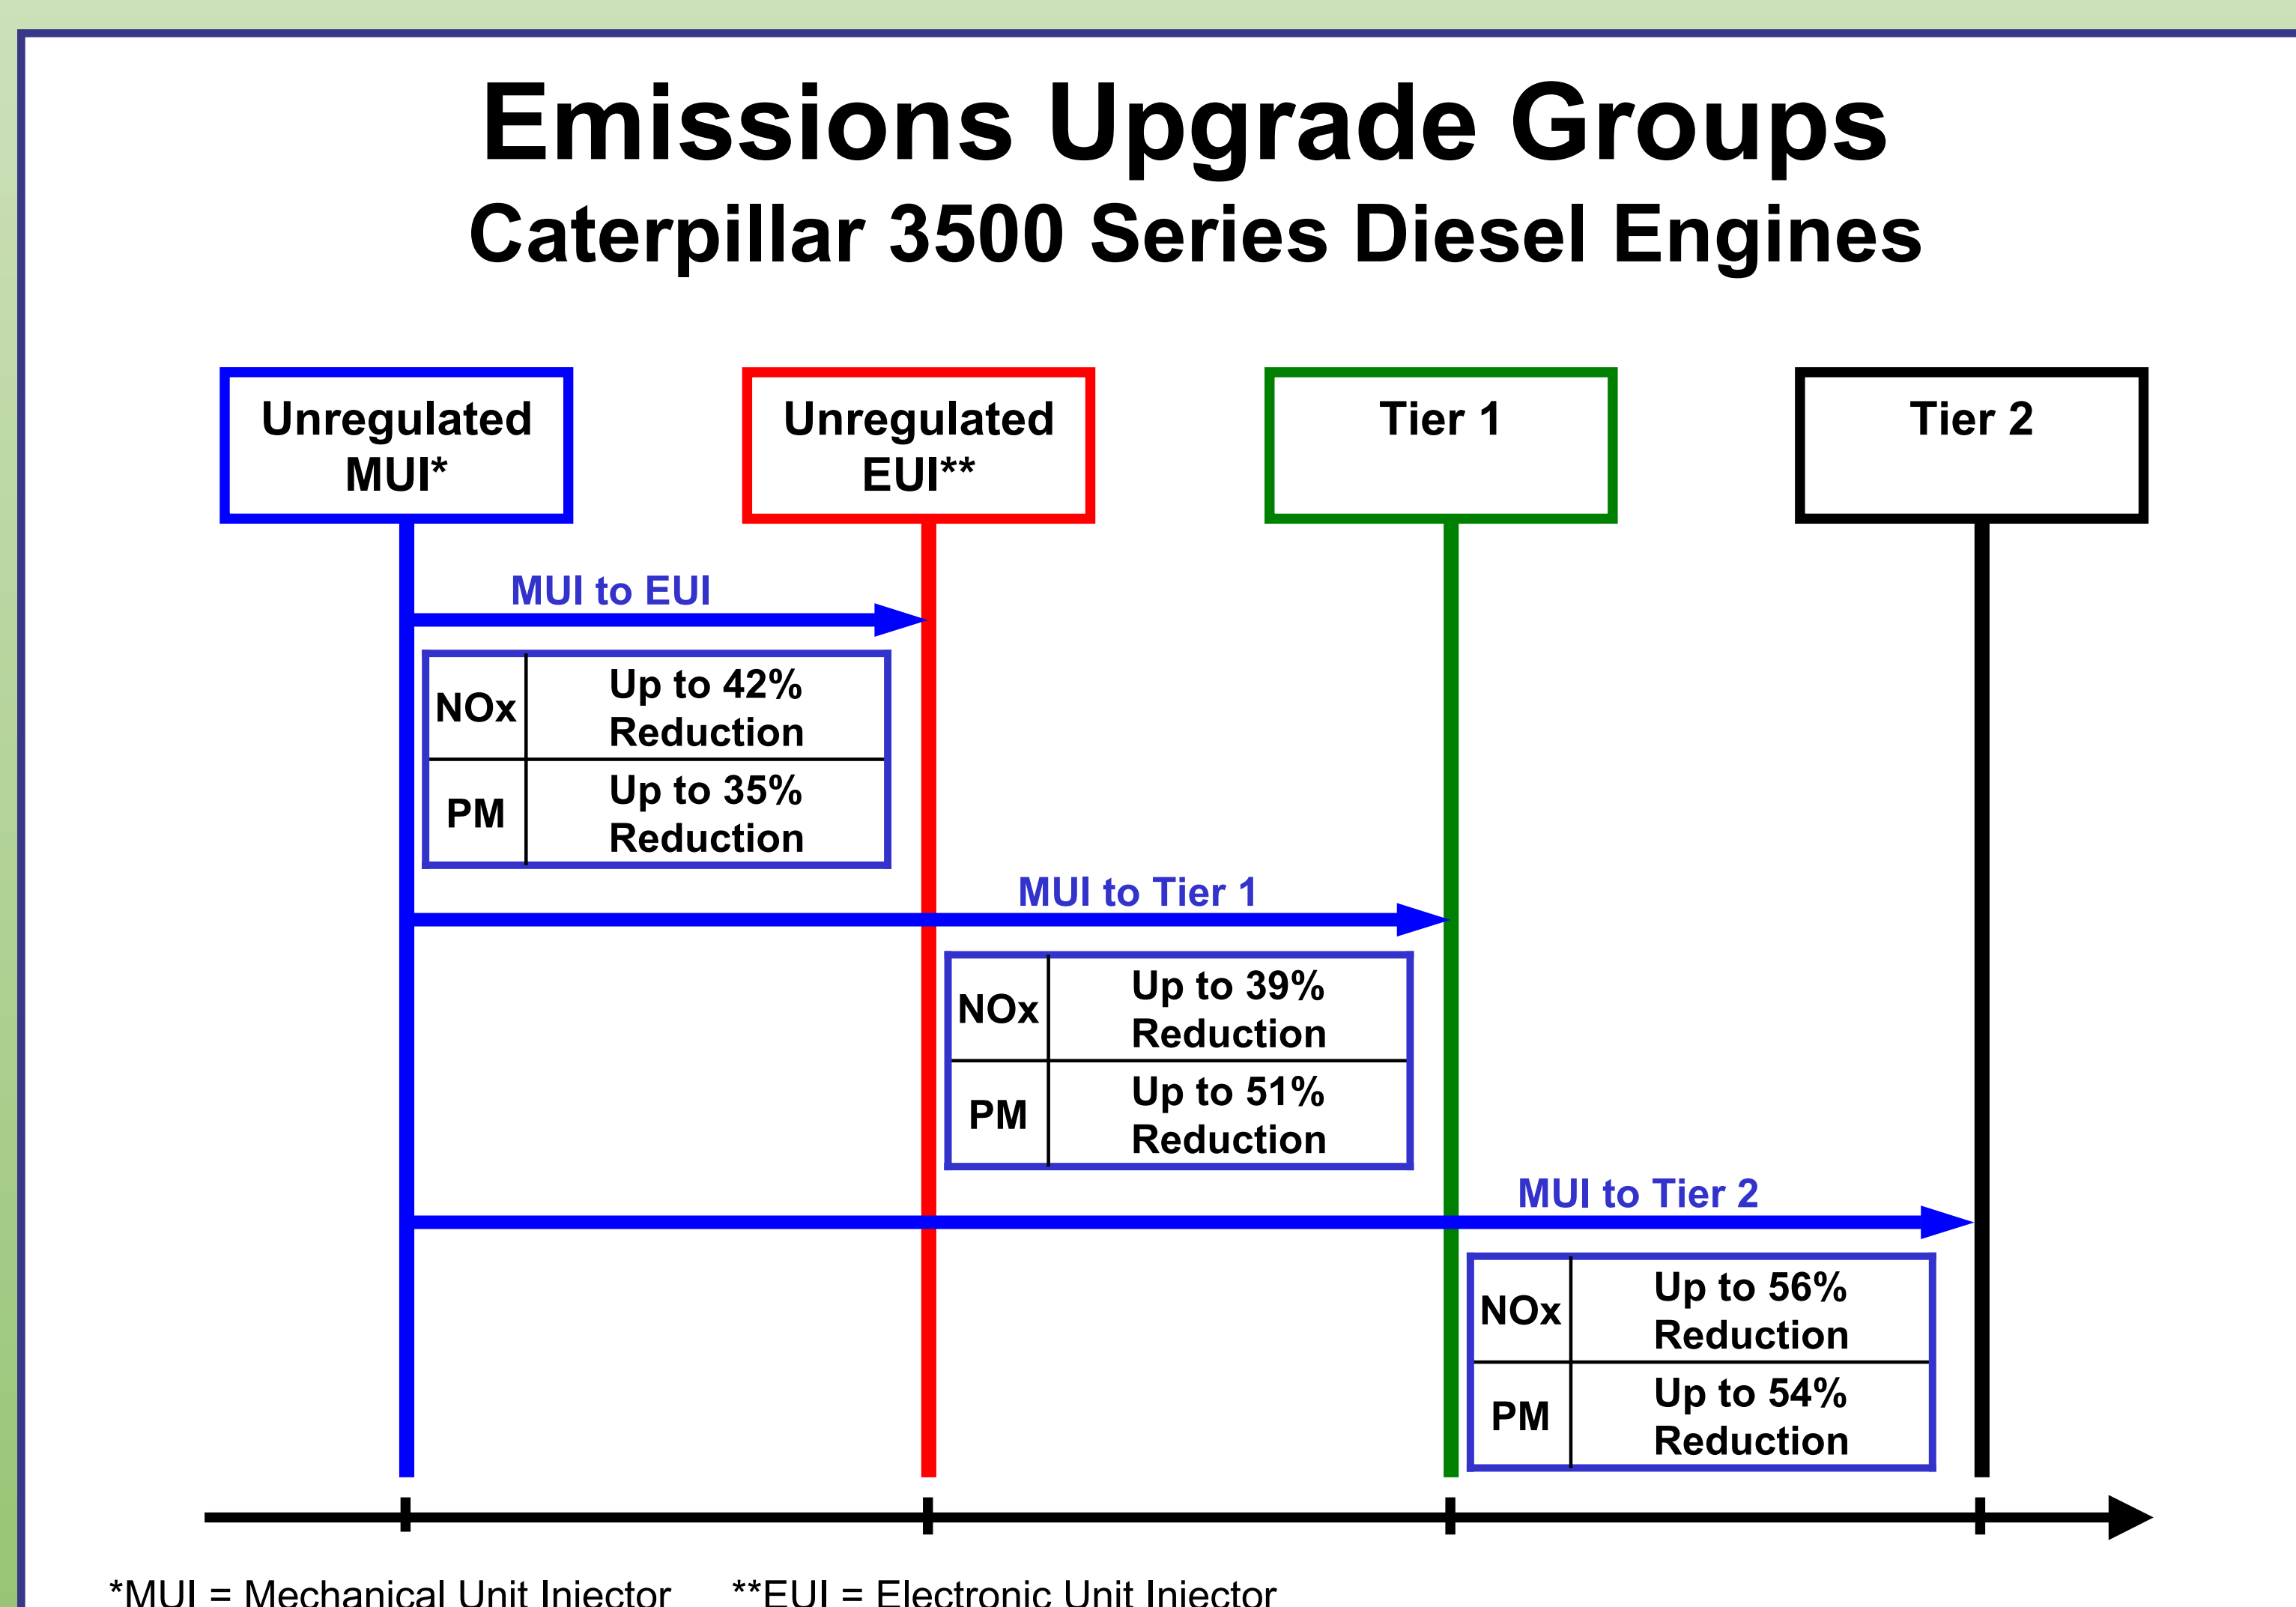 Emissions Upgrade Groups
Caterpillar 3500 Series Diesel Engines
Unregulated
MUI*
Unregulated
EUI**
Tier 1
Tier 2
MUI to EUI
NOx
Up to 42%
Reduction
PM
Up to 35%
Reduction
MUI to Tier 1
NOx
Up to 39%
Reduction
PM
Up to 51%
Reduction
MUI to Tier 2
NOx
Up to 56%
Reduction
PM
Up to 54%
Reduction
*MUI = Mechanical Unit Injector **EUI = Electronic Unit Injector